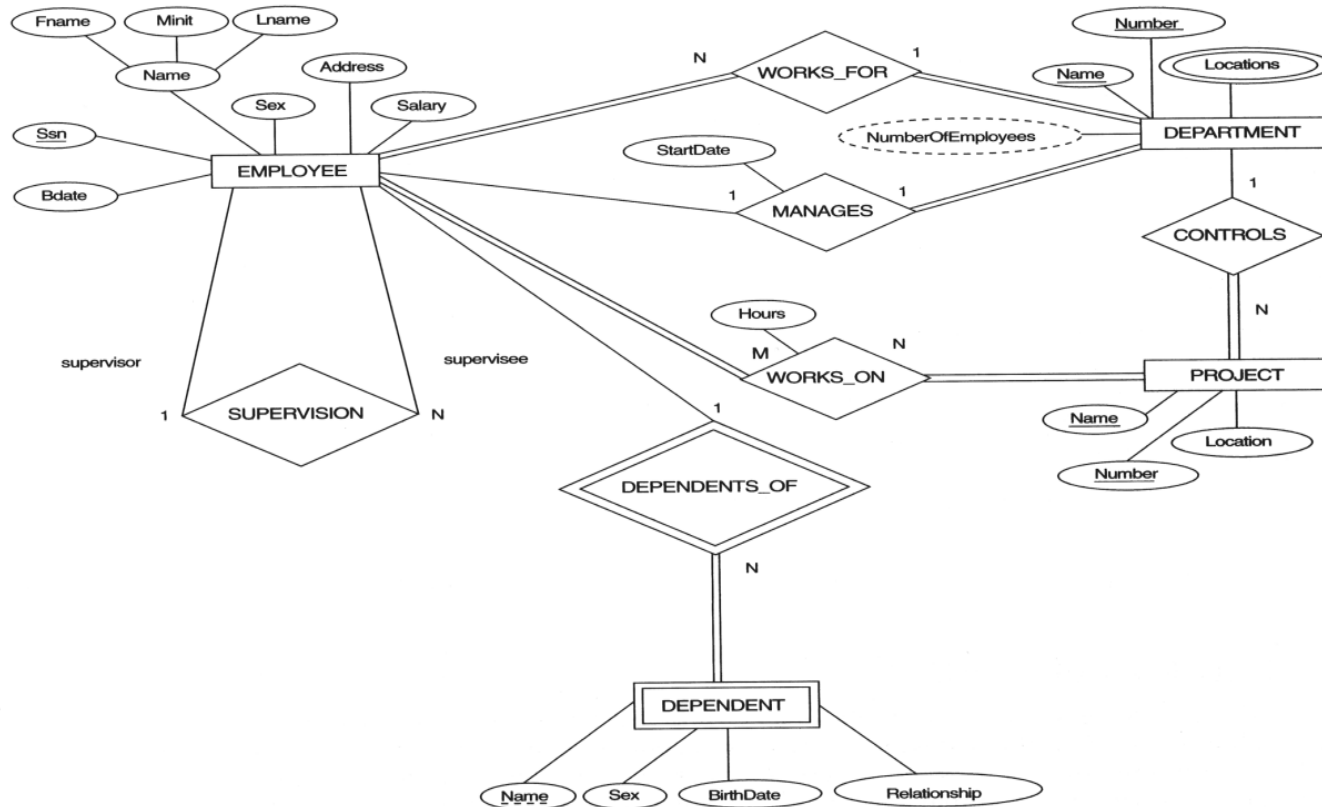 Fname
Minit
Lname
Number
Name
Address
N
WORKS_FOR
1
Locations
Name
Sex
Salary
Ssn
NumberOfEmployees
DEPARTMENT
StartDate
EMPLOYEE
Bdate
1
MANAGES
1
1
CONTROLS
Hours
N
supervisor
supervisee
M
N
WORKS_ON
PROJECT
1
SUPERVISION
N
1
Name
Location
Number
DEPENDENTS_OF
N
DEPENDENT
Name
Sex
BirthDate
Relationship